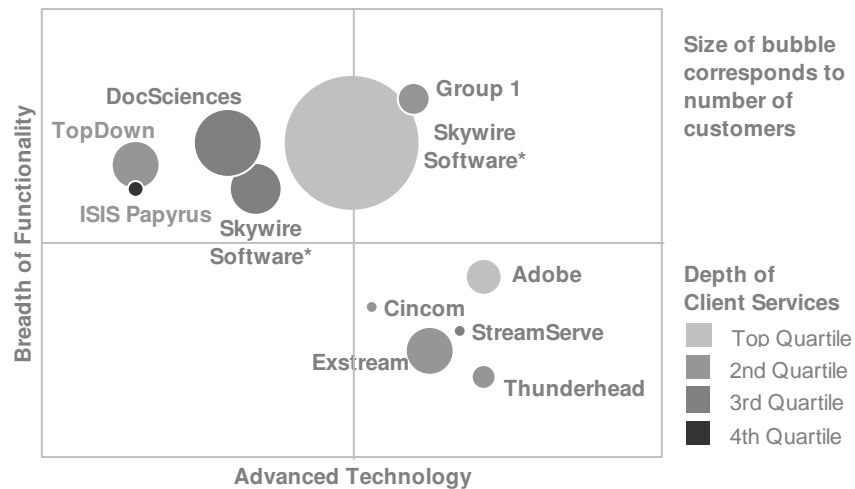 Size of bubble
corresponds to
number of
customers
Group 1
DocSciences
TopDown
Skywire
Software*
ISIS Papyrus
Skywire
Software*
Breadth of Functionality
Adobe
Cincom
StreamServe
Exstream
Thunderhead
Depth of
Client Services
Top Quartile
2nd Quartile
3rd Quartile
4th Quartile
Advanced Technology